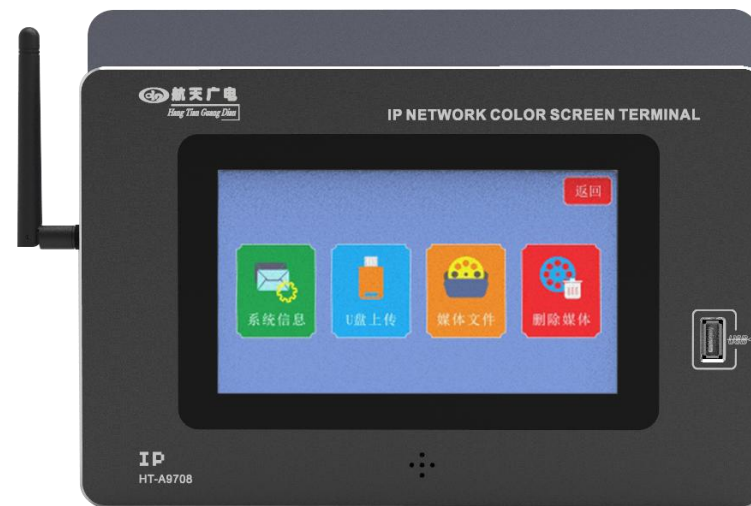 航天广电
Hang Tian Guang Dian
IP NETWORK COLOR SCREEN TERMINAL
返回
系统信息
U盘上传
媒体文件
删除媒体
USB
IP
HT-A9708